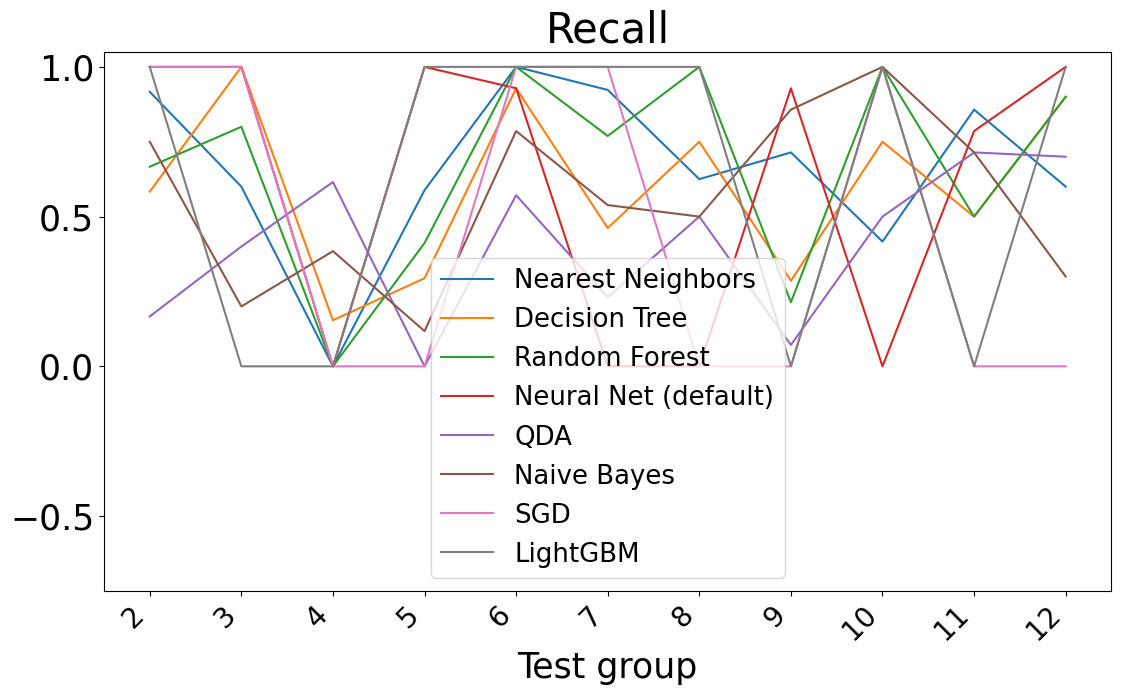 Recall
1.0
0.5
0.0
−0.5
Nearest Neighbors
Decision Tree
Random Forest
Neural Net (default)
QDA
Naive Bayes
SGD
LightGBM
2 3 4 5 6 7 8 9 10 11 12
Test group